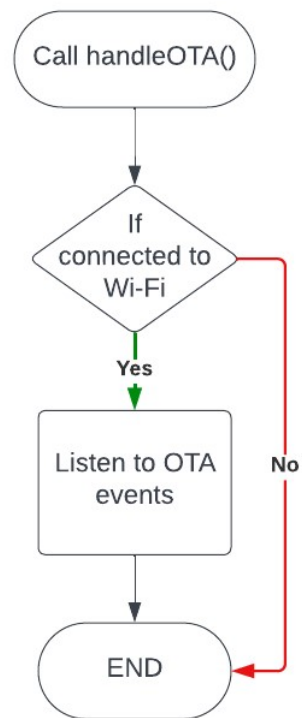 Call handleOTA()
If
connected to
Wi-Fi
Yes
Listen to OTA
events
No
END